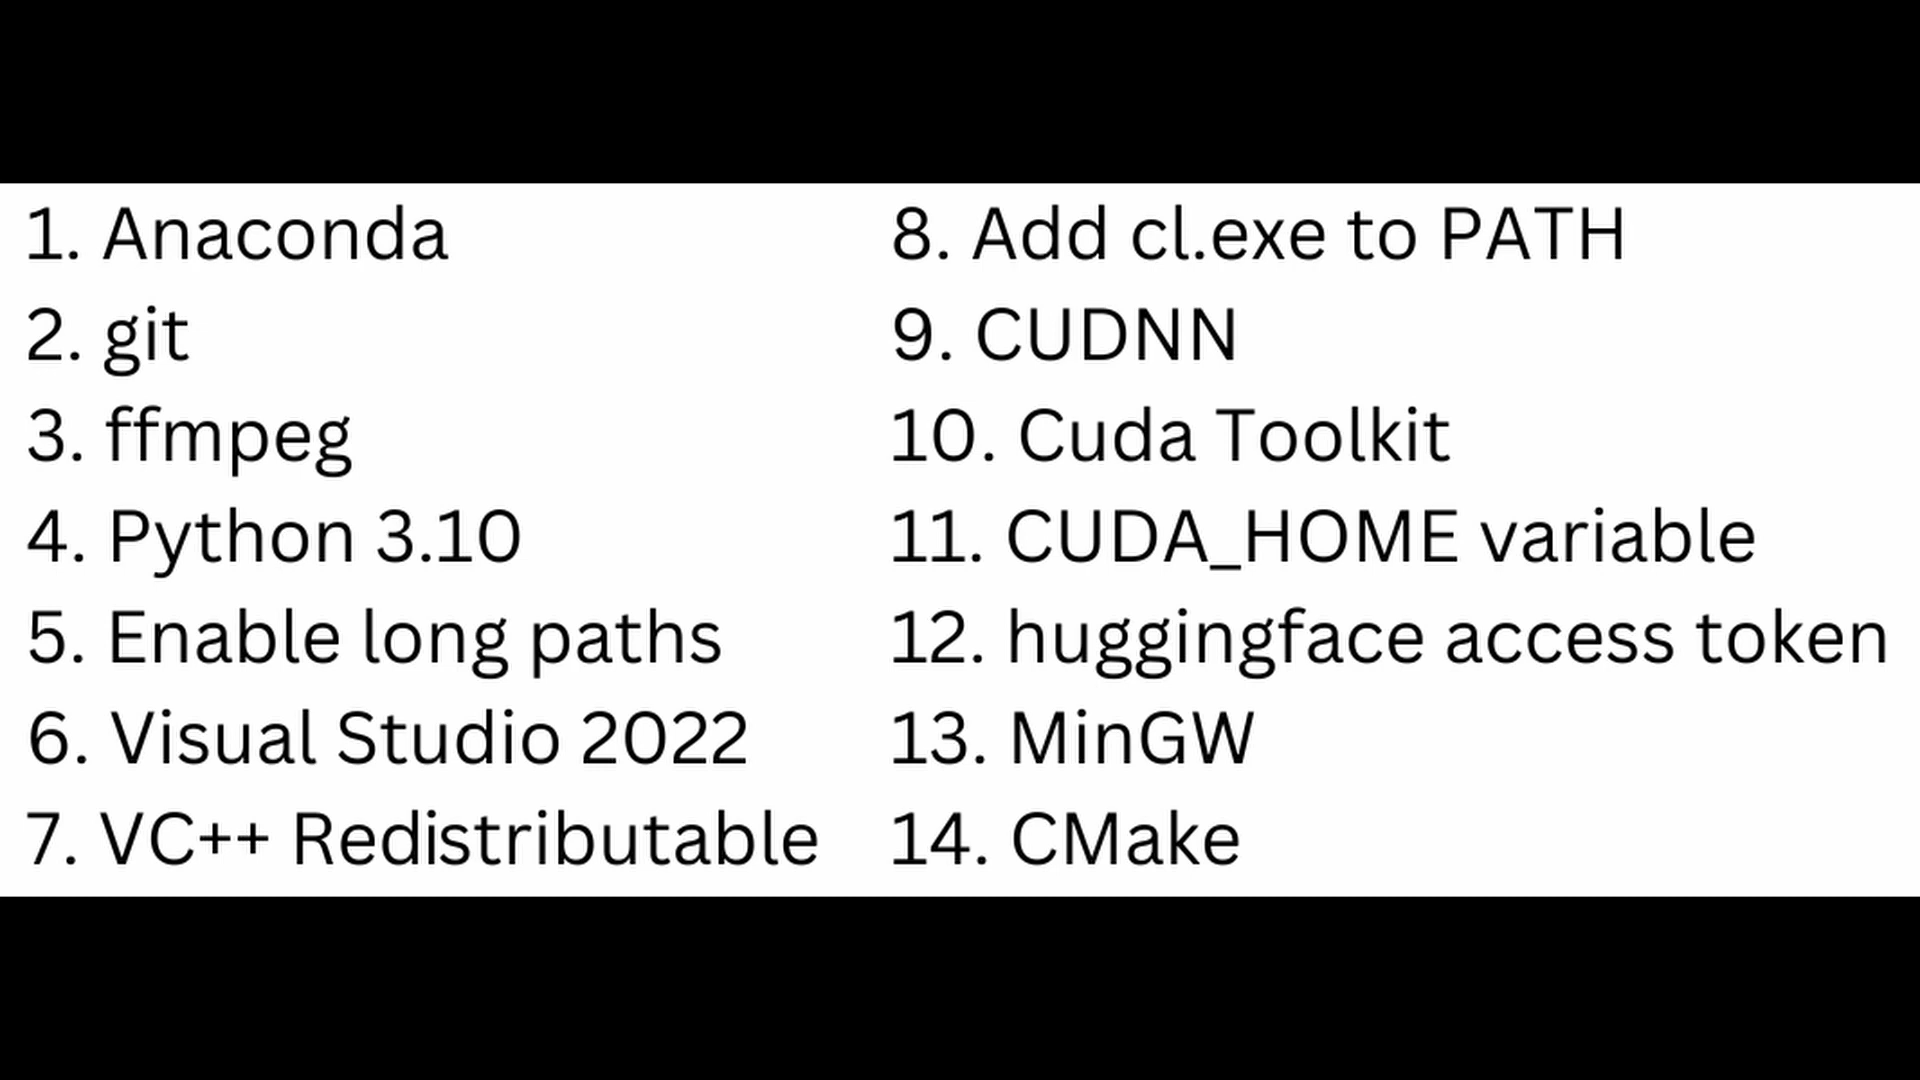 1. Anaconda
2. git
3. ffmpeg
4. Python 3.10
5. Enable long paths
6. Visual Studio 2022
7. VC++ Redistributable
8. Add cl.exe to PATH
9. CUDNN
10. Cuda Toolkit
11. CUDA_HOME variable
12. huggingface access token
13. MinGW
14. CMake